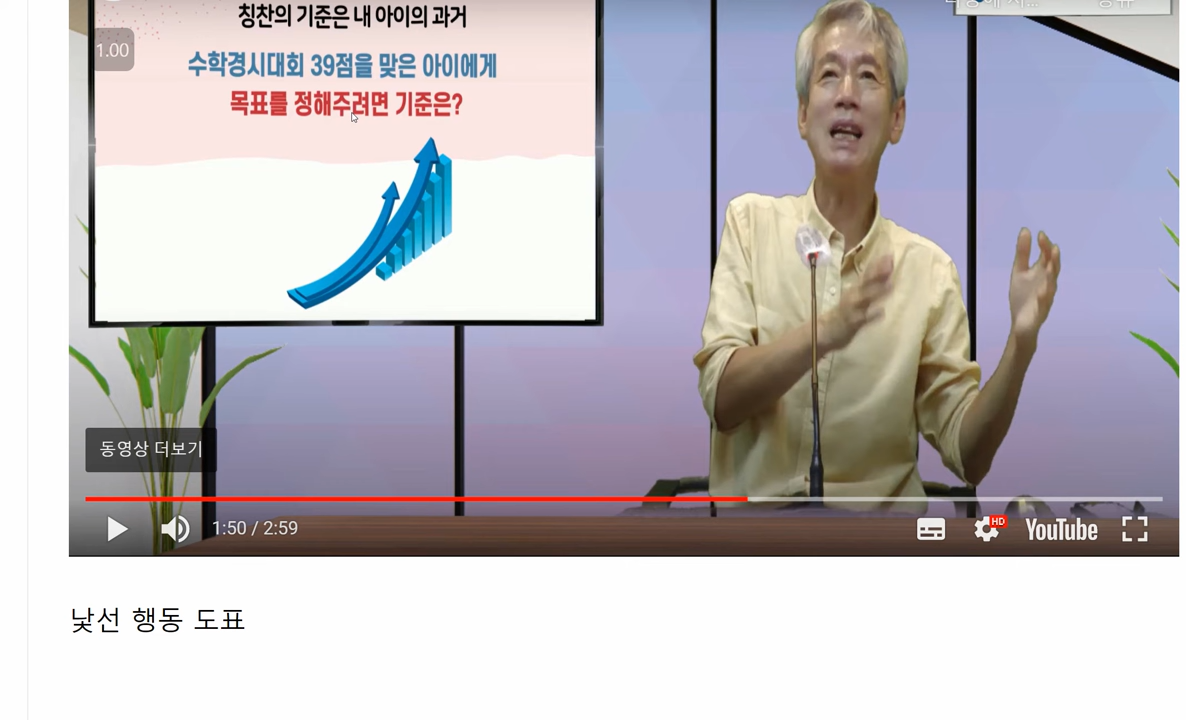 칭찬의 기준은 내 아이의 과거
1.00
수학경시대회 39점을 맞은 아이에게
목표를 정해주려면 기준은?
동영상 더보기
1:50 / 2:59
HD
YouTube
낯선 행동 도표